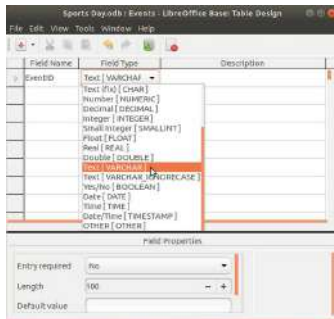 Sports Day.odb : Events - LibreOffice Base: Table Design
File Edit View Tools Window Help
Field Name Field Type Description
EventID Text [ VARCHAR
Text (fix) [ CHAR ]
Number [ NUMERIC ]
Decimal [ DECIMAL ]
Integer [ INTEGER ]
Small Integer [ SMALLINT ]
Float [ FLOAT ]
Real [ REAL ]
Double [ DOUBLE ]
Text [ VARCHAR ]
Text [ VARCHAR_IGNORECASE ]
Yes/No [ BOOLEAN ]
Date [ DATE ]
Time [ TIME ]
Date/Time [ TIMESTAMP ]
OTHER [ OTHER ]
Field Properties
Entry required No
Length 100
Default value